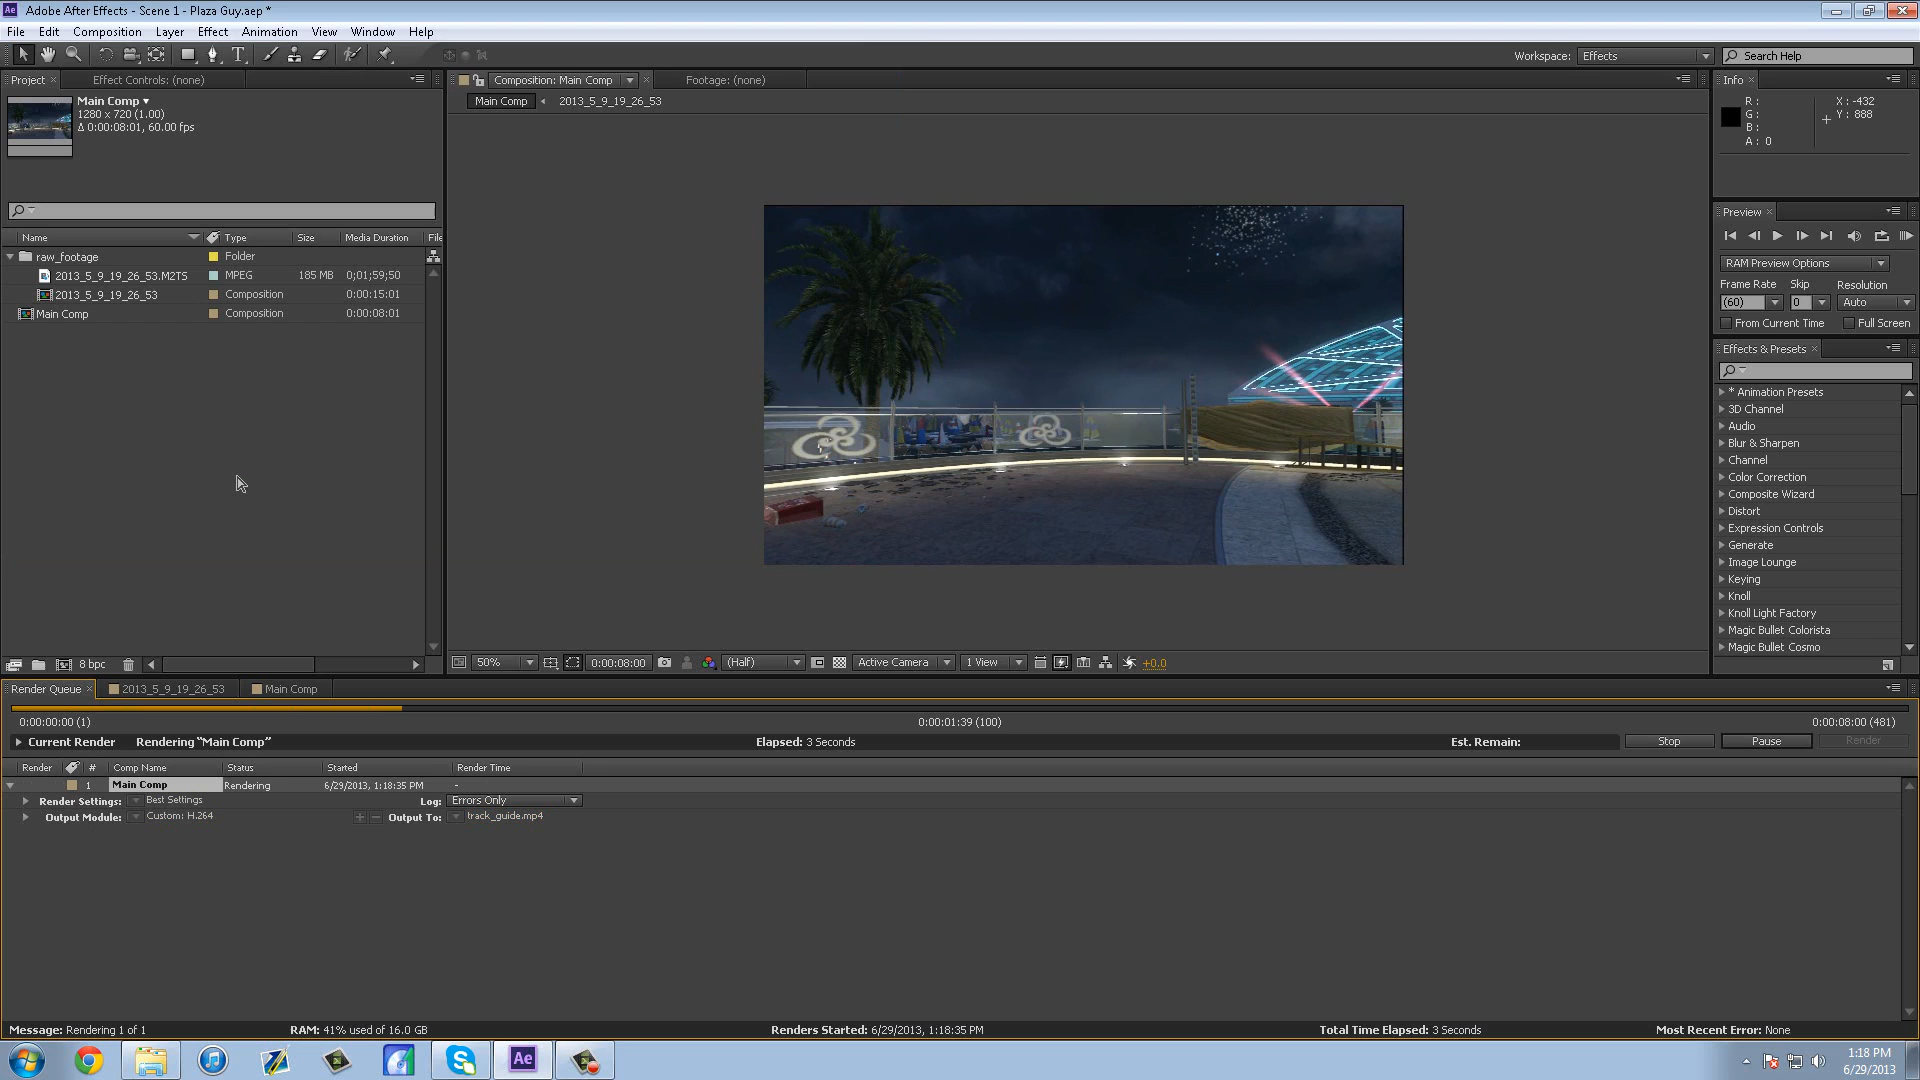 Adobe After Effects - Scene 1 - Plaza Guy.aep *
File Edit Composition Layer Effect Animation View Window Help
Workspace: Effects
Search Help
Project
Effect Controls: (none)
Main Comp
1280 x 720 (1.00)
Δ 0:00:08:01, 60.00 fps
Name Type Size Media Duration File
raw_footage Folder
2013_5_9_19_26_53.M2TS MPEG 185 MB 0;01;59;50
2013_5_9_19_26_53 Composition 0:00:15:01
Main Comp Composition 0:00:08:01
8 bpc
Composition: Main Comp
Footage: (none)
Main Comp 2013_5_9_19_26_53
50% 0:00:08:00 (Half) Active Camera 1 View +0.0
Info
R :
G :
B :
A : 0
X : -432
Y : 888
Preview
RAM Preview Options
Frame Rate Skip Resolution
(60) 0 Auto
From Current Time Full Screen
Effects & Presets
* Animation Presets
3D Channel
Audio
Blur & Sharpen
Channel
Color Correction
Composite Wizard
Distort
Expression Controls
Generate
Image Lounge
Keying
Knoll
Knoll Light Factory
Magic Bullet Colorista
Magic Bullet Cosmo
Render Queue
2013_5_9_19_26_53
Main Comp
0:00:00:00 (1) 0:00:01:39 (100) 0:00:08:00 (481)
Current Render Rendering "Main Comp" Elapsed: 3 Seconds Est. Remain: Stop Pause Render
Render # Comp Name Status Started Render Time
1 Main Comp Rendering 6/29/2013, 1:18:35 PM -
Render Settings: Best Settings Log: Errors Only
Output Module: Custom: H.264 + − Output To: track_guide.mp4
Message: Rendering 1 of 1 RAM: 41% used of 16.0 GB Renders Started: 6/29/2013, 1:18:35 PM Total Time Elapsed: 3 Seconds Most Recent Error: None
Ae
1:18 PM
6/29/2013